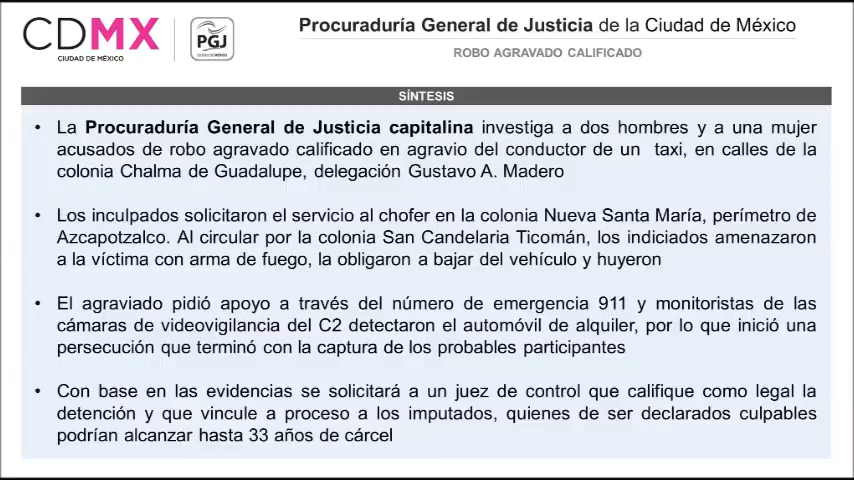 CDMX
CIUDAD DE MÉXICO
PGJ
Procuraduría General de Justicia de la Ciudad de México
ROBO AGRAVADO CALIFICADO
SÍNTESIS
• La Procuraduría General de Justicia capitalina investiga a dos hombres y a una mujer
acusados de robo agravado calificado en agravio del conductor de un taxi, en calles de la
colonia Chalma de Guadalupe, delegación Gustavo A. Madero
• Los inculpados solicitaron el servicio al chofer en la colonia Nueva Santa María, perímetro de
Azcapotzalco. Al circular por la colonia San Candelaria Ticomán, los indiciados amenazaron
a la víctima con arma de fuego, la obligaron a bajar del vehículo y huyeron
• El agraviado pidió apoyo a través del número de emergencia 911 y monitoristas de las
cámaras de videovigilancia del C2 detectaron el automóvil de alquiler, por lo que inició una
persecución que terminó con la captura de los probables participantes
• Con base en las evidencias se solicitará a un juez de control que califique como legal la
detención y que vincule a proceso a los imputados, quienes de ser declarados culpables
podrían alcanzar hasta 33 años de cárcel